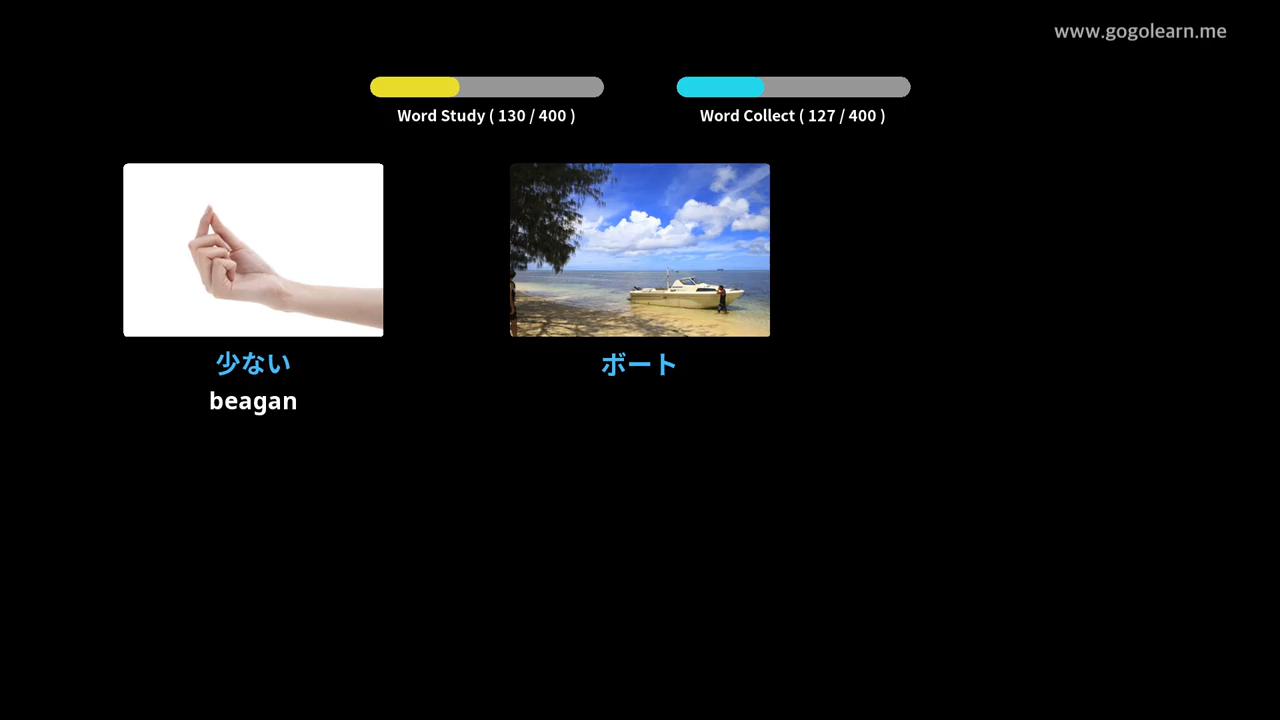 www.gogolearn.me
Word Study ( 130 / 400 )
Word Collect ( 127 / 400 )
少ない
beagan
ボート